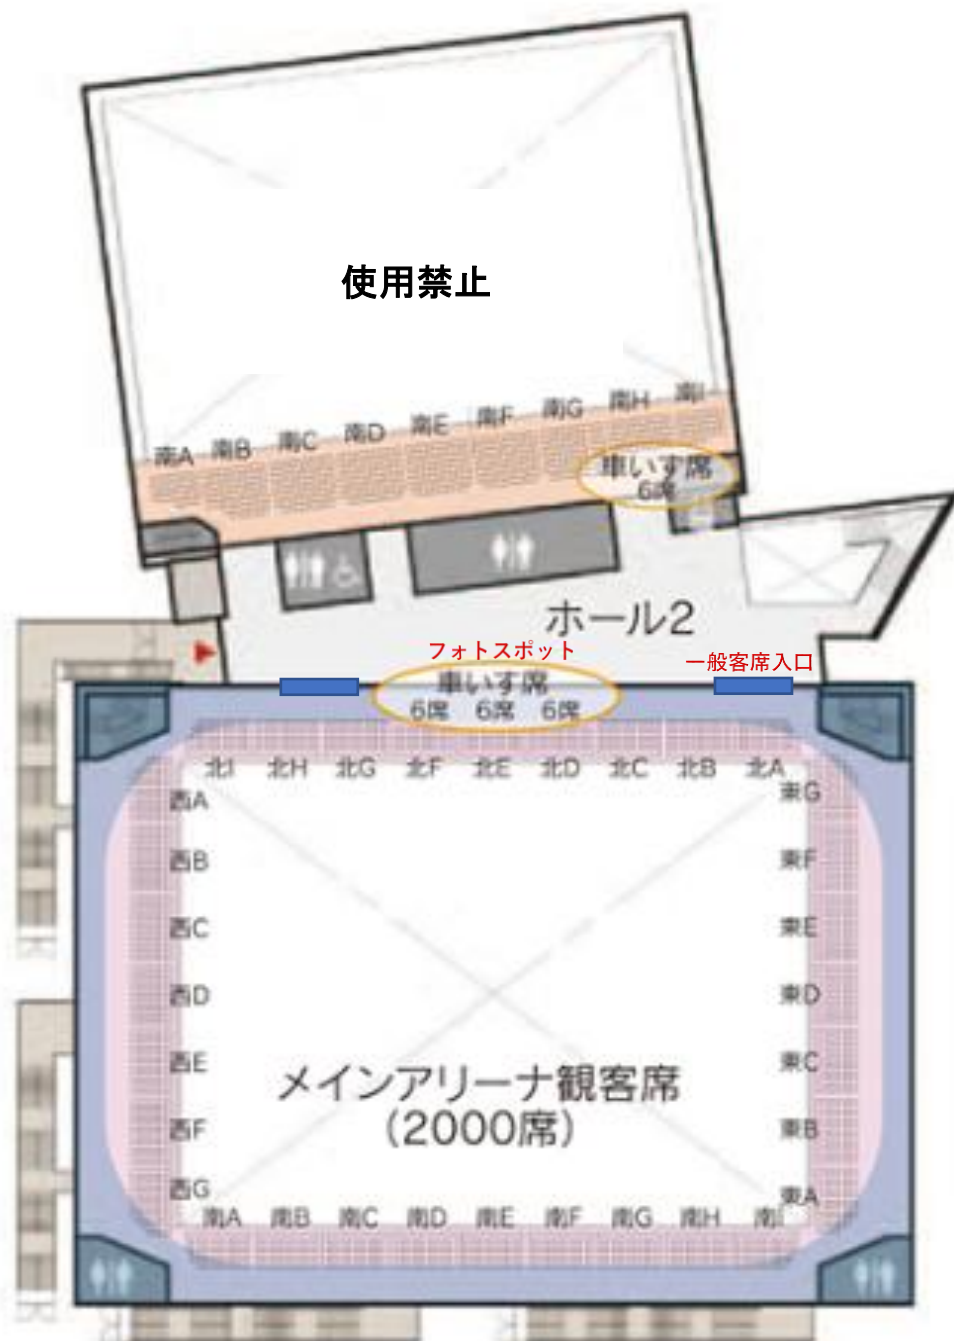 使用禁止
南A 南B 南C 南D 南E 南F 南G 南H 南I
車いす席
6席
ホール2
フォトスポット
一般客席入口
車いす席
6席 6席 6席
北I 北H 北G 北F 北E 北D 北C 北B 北A
西A 東G
西B 東F
西C 東E
西D 東D
西E 東C
メインアリーナ観客席
(2000席)
西F 東B
西G 東A
南A 南B 南C 南D 南E 南F 南G 南H 南I